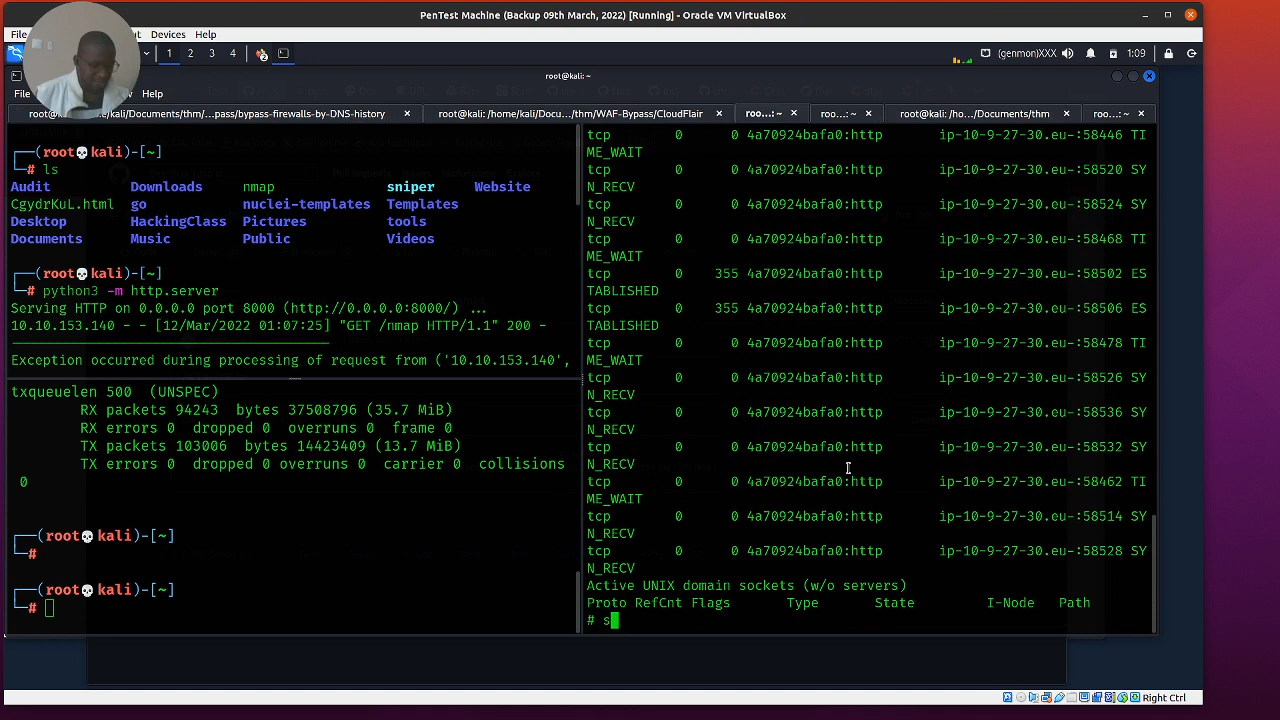 PenTest Machine (Backup 09th March, 2022) [Running] - Oracle VM VirtualBox
File Devices Help
1 2 3 4 (genmon)XXX 1:09
root@kali: ~
File Help
root@kali: /home/kali/Documents/thm/...pass/bypass-firewalls-by-DNS-history root@kali: /home/kali/Docu.../thm/WAF-Bypass/CloudFlair roo...: ~ roo...: ~ root@kali: /ho.../Documents/thm roo...: ~
┌──(root💀kali)-[~]
└─# ls
Audit Downloads nmap sniper Website
CgydrKuL.html go nuclei-templates Templates
Desktop HackingClass Pictures tools
Documents Music Public Videos
┌──(root💀kali)-[~]
└─# python3 -m http.server
Serving HTTP on 0.0.0.0 port 8000 (http://0.0.0.0:8000/) ...
10.10.153.140 - - [12/Mar/2022 01:07:25] "GET /nmap HTTP/1.1" 200 -
----------------------------------------
Exception occurred during processing of request from ('10.10.153.140',
txqueuelen 500 (UNSPEC)
RX packets 94243 bytes 37508796 (35.7 MiB)
RX errors 0 dropped 0 overruns 0 frame 0
TX packets 103006 bytes 14423409 (13.7 MiB)
TX errors 0 dropped 0 overruns 0 carrier 0 collisions
0
┌──(root💀kali)-[~]
└─#
┌──(root💀kali)-[~]
└─#
tcp 0 0 4a70924bafa0:http ip-10-9-27-30.eu-:58446 TI
ME_WAIT
tcp 0 0 4a70924bafa0:http ip-10-9-27-30.eu-:58520 SY
N_RECV
tcp 0 0 4a70924bafa0:http ip-10-9-27-30.eu-:58524 SY
N_RECV
tcp 0 0 4a70924bafa0:http ip-10-9-27-30.eu-:58468 TI
ME_WAIT
tcp 0 355 4a70924bafa0:http ip-10-9-27-30.eu-:58502 ES
TABLISHED
tcp 0 355 4a70924bafa0:http ip-10-9-27-30.eu-:58506 ES
TABLISHED
tcp 0 0 4a70924bafa0:http ip-10-9-27-30.eu-:58478 TI
ME_WAIT
tcp 0 0 4a70924bafa0:http ip-10-9-27-30.eu-:58526 SY
N_RECV
tcp 0 0 4a70924bafa0:http ip-10-9-27-30.eu-:58536 SY
N_RECV
tcp 0 0 4a70924bafa0:http ip-10-9-27-30.eu-:58532 SY
N_RECV
tcp 0 0 4a70924bafa0:http ip-10-9-27-30.eu-:58462 TI
ME_WAIT
tcp 0 0 4a70924bafa0:http ip-10-9-27-30.eu-:58514 SY
N_RECV
tcp 0 0 4a70924bafa0:http ip-10-9-27-30.eu-:58528 SY
N_RECV
Active UNIX domain sockets (w/o servers)
Proto RefCnt Flags Type State I-Node Path
# s
Right Ctrl